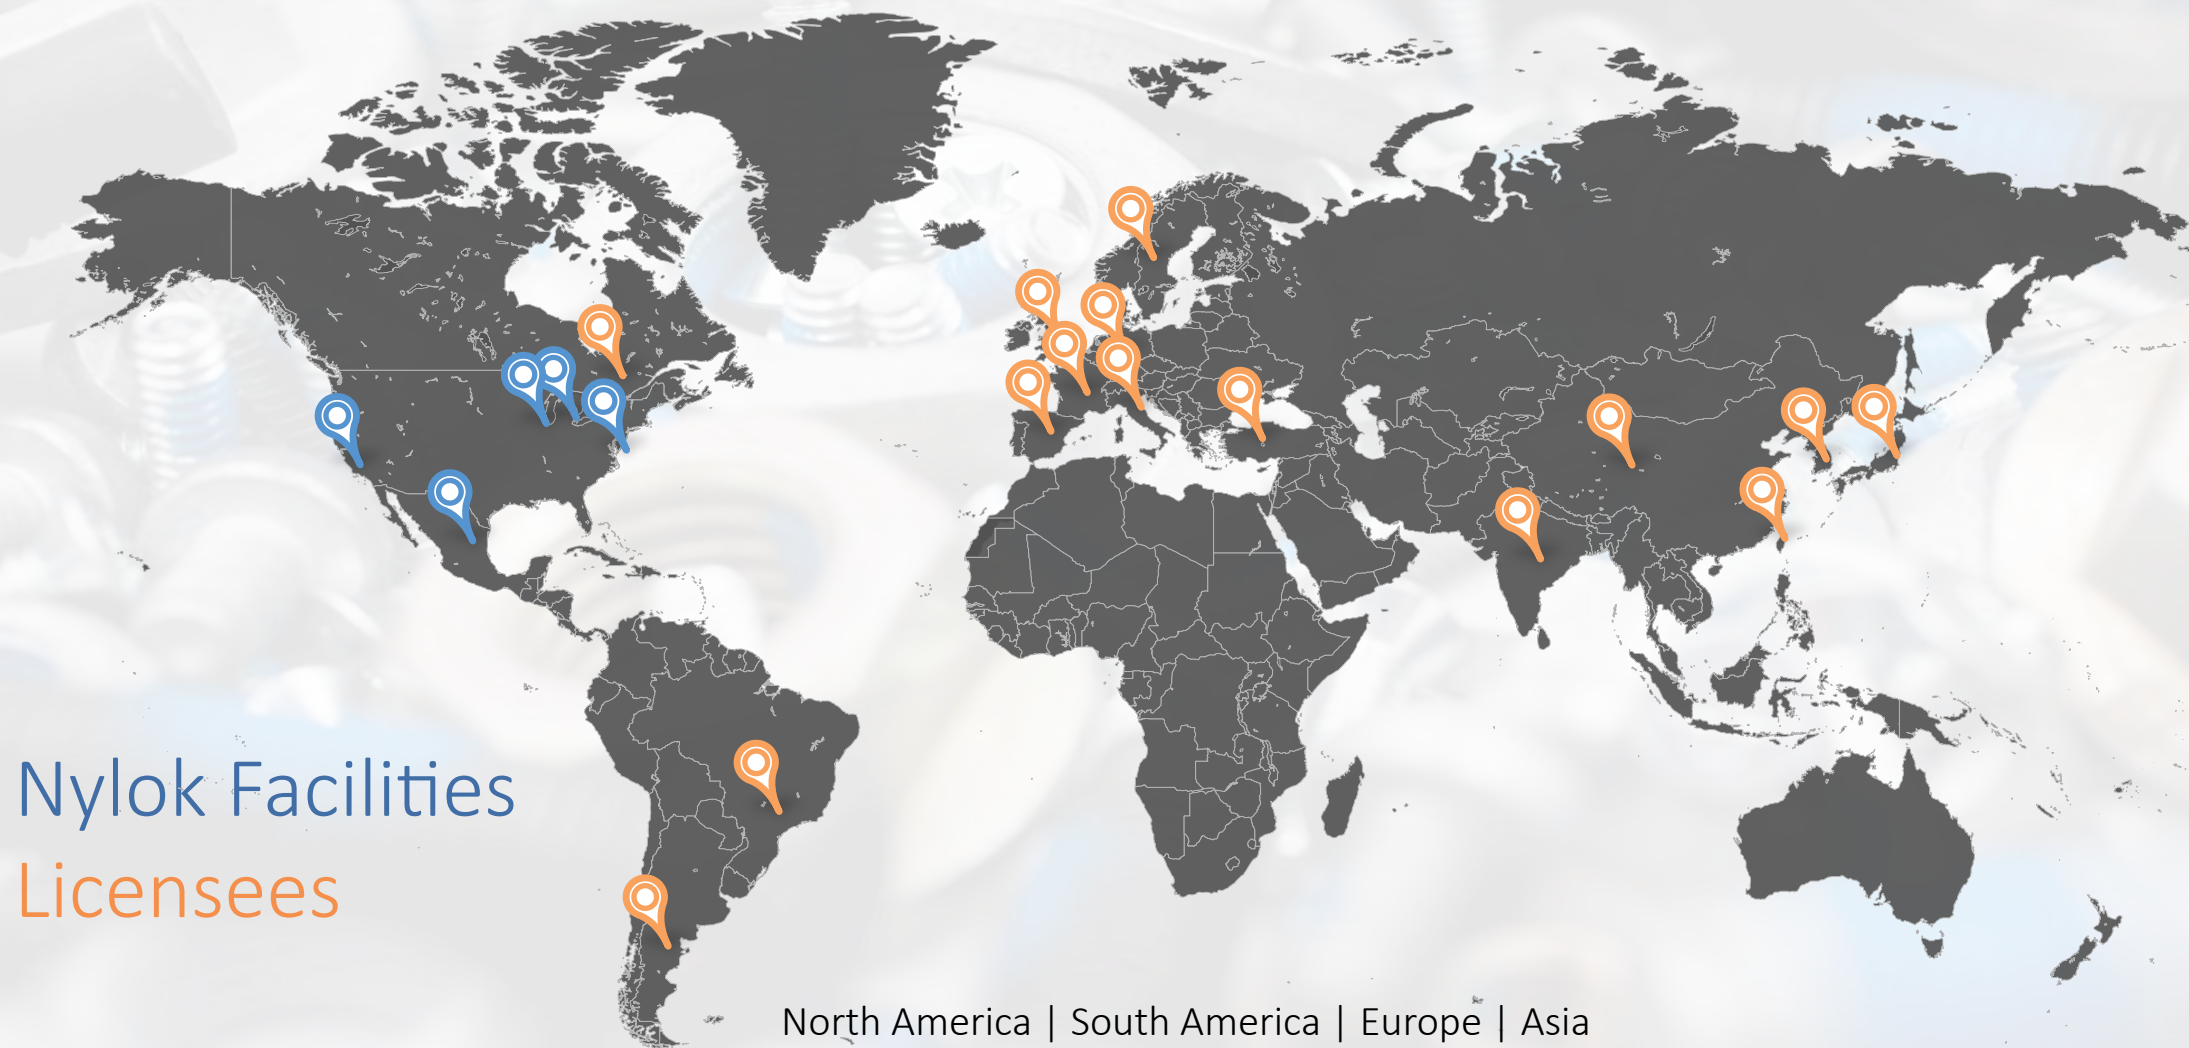 Nylok Facilities
Licensees
North America | South America | Europe | Asia